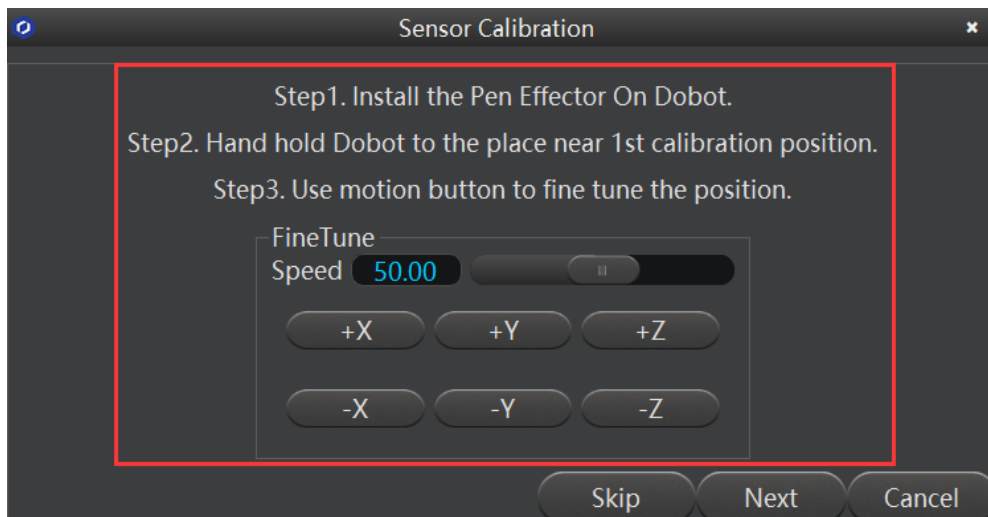 Sensor Calibration
Step1. Install the Pen Effector On Dobot.
Step2. Hand hold Dobot to the place near 1st calibration position.
Step3. Use motion button to fine tune the position.
FineTune
Speed 50.00
+X +Y +Z
-X -Y -Z
Skip Next Cancel